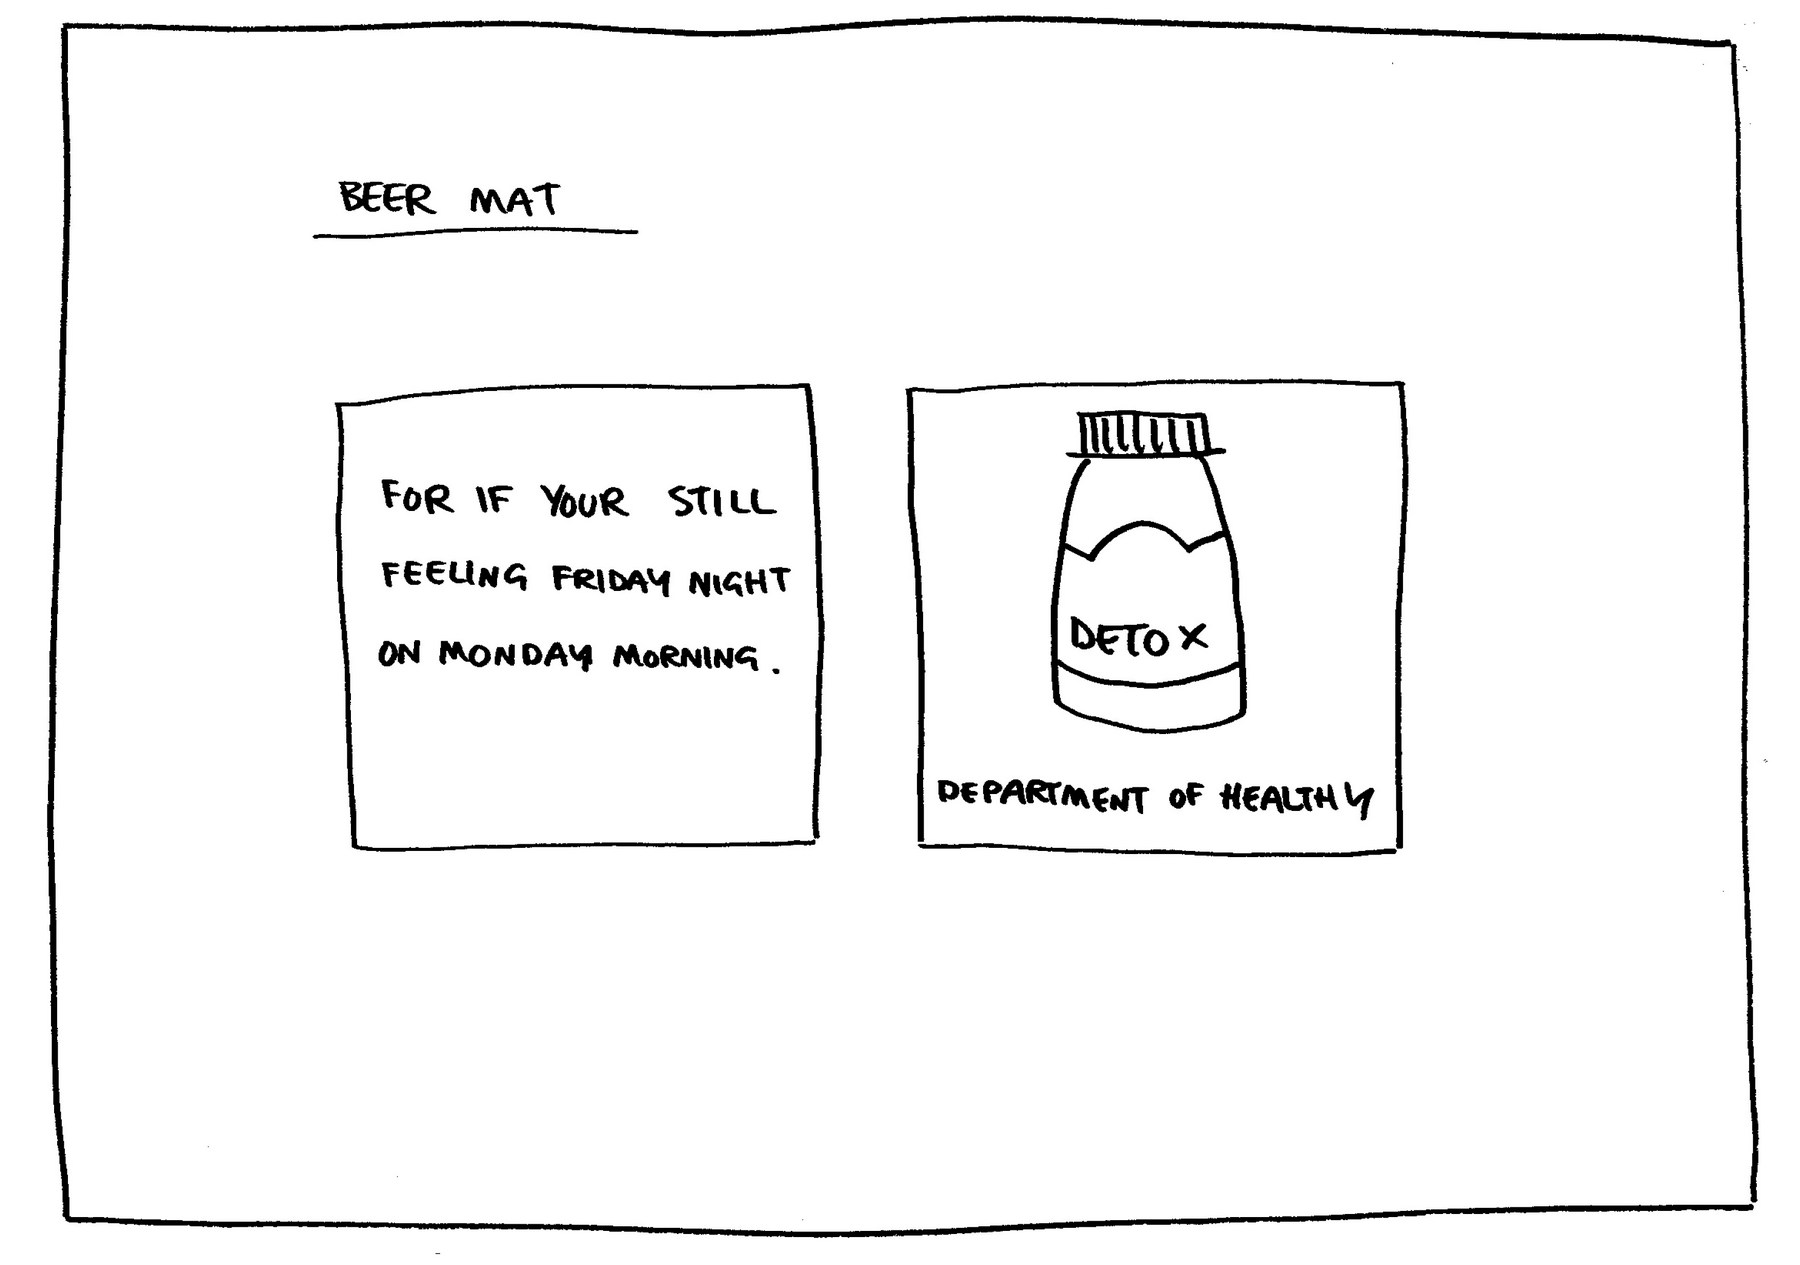 BEER MAT
FOR IF YOUR STILL
FEELING FRIDAY NIGHT
ON MONDAY MORNING.
DETOX
DEPARTMENT OF HEALTHY